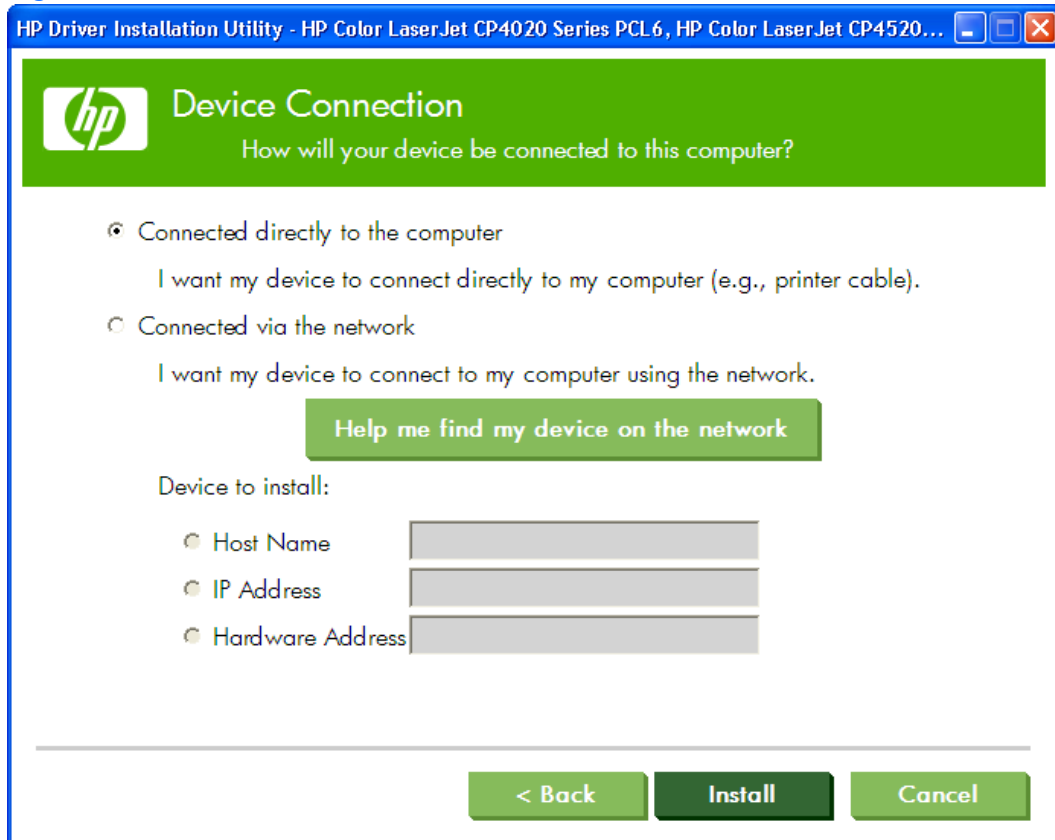 HP Driver Installation Utility - HP Color LaserJet CP4020 Series PCL6, HP Color LaserJet CP4520...
hp
Device Connection
How will your device be connected to this computer?
Connected directly to the computer
I want my device to connect directly to my computer (e.g., printer cable).
Connected via the network
I want my device to connect to my computer using the network.
Help me find my device on the network
Device to install:
Host Name
IP Address
Hardware Address
< Back Install Cancel